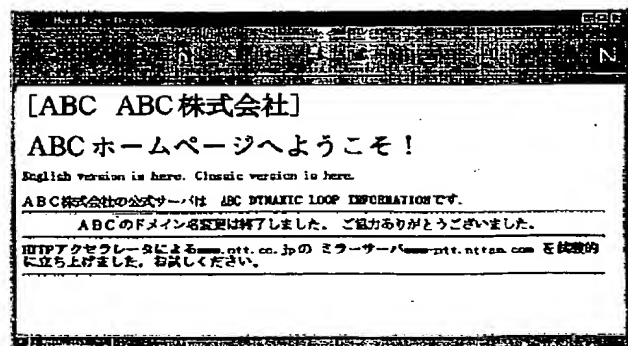 N
[ABC ABC株式会社]
ABCホームページへようこそ!
English version is here. Classic version is here.
ABC株式会社の公式サーバは ABC DYNAMIC LOOP INFORMATIONです。
ABCのドメイン名変更は終了しました。 ご協力ありがとうございました。
HTTPアクセラレータによる .ntt.co.jpの ミラーサーバ .nttam.com を試験的
に立ち上げました。お試しください。